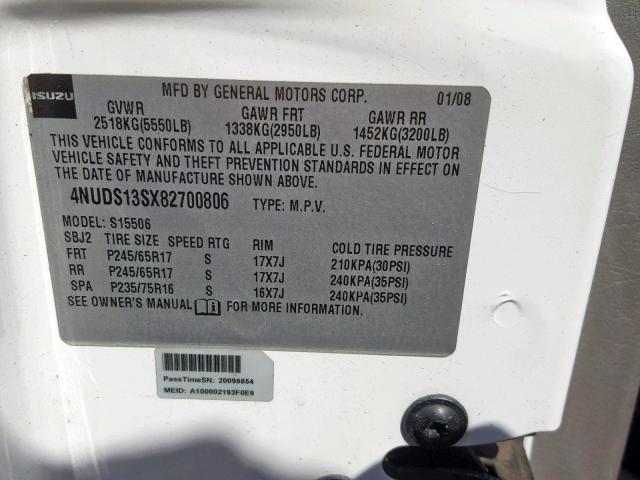 ISUZU MFD BY GENERAL MOTORS CORP. 01/08
GVWR GAWR FRT GAWR RR
2518KG(5550LB) 1338KG(2950LB) 1452KG(3200LB)
THIS VEHICLE CONFORMS TO ALL APPLICABLE U.S. FEDERAL MOTOR
VEHICLE SAFETY AND THEFT PREVENTION STANDARDS IN EFFECT ON
THE DATE OF MANUFACTURE SHOWN ABOVE.
4NUDS13SX82700806 TYPE: M.P.V.
MODEL: S15506
SBJ2 TIRE SIZE SPEED RTG RIM COLD TIRE PRESSURE
FRT P245/65R17 S 17X7J 210KPA(30PSI)
RR P245/65R17 S 17X7J 240KPA(35PSI)
SPA P235/75R16 S 16X7J 240KPA(35PSI)
SEE OWNER'S MANUAL FOR MORE INFORMATION.
PassTimeSN: 20098854
MEID: A100002193F0E9